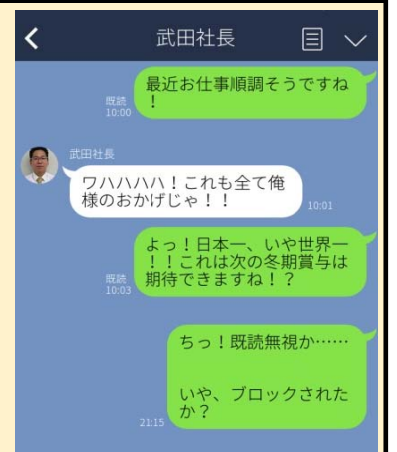 武田社長
最近お仕事順調そうですね
！
既読
10:00
武田社長
ワハハハハ！これも全て俺
様のおかげじゃ！！
10:01
よっ！日本一、いや世界一
！！これは次の冬期賞与は
期待できますね！？
既読
10:03
ちっ！既読無視か……
いや、ブロックされた
か？
21:15